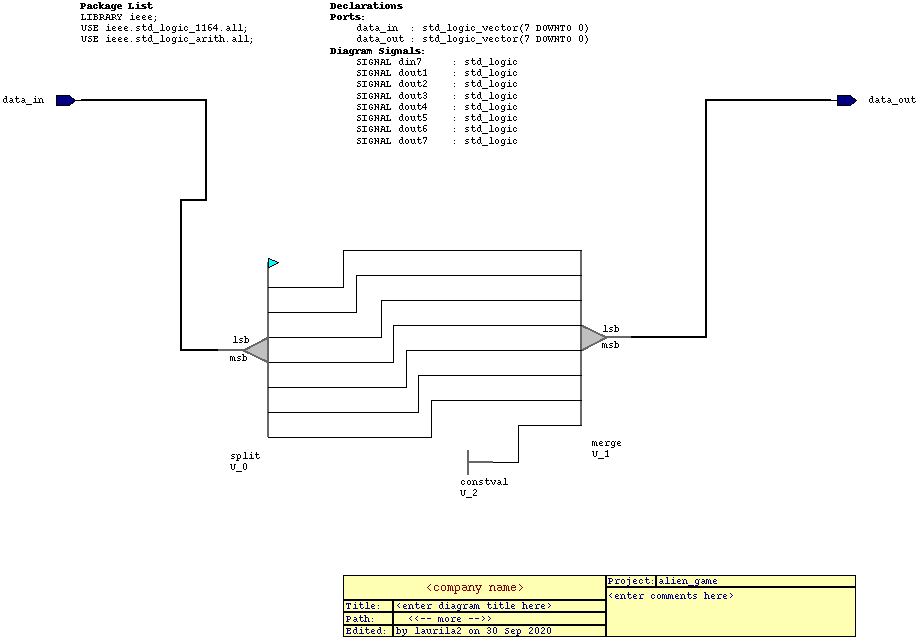 Package List
LIBRARY ieee;
USE ieee.std_logic_1164.all;
USE ieee.std_logic_arith.all;
Declarations
Ports:
data_in : std_logic_vector(7 DOWNTO 0)
data_out : std_logic_vector(7 DOWNTO 0)
Diagram Signals:
SIGNAL din7 : std_logic
SIGNAL dout1 : std_logic
SIGNAL dout2 : std_logic
SIGNAL dout3 : std_logic
SIGNAL dout4 : std_logic
SIGNAL dout5 : std_logic
SIGNAL dout6 : std_logic
SIGNAL dout7 : std_logic
data_in
data_out
lsb
msb
lsb
msb
split
U_0
merge
U_1
constval
U_2
<company name>
Title: <enter diagram title here>
Path: <<-- more -->>
Edited: by laurila2 on 30 Sep 2020
Project: alien_game
<enter comments here>